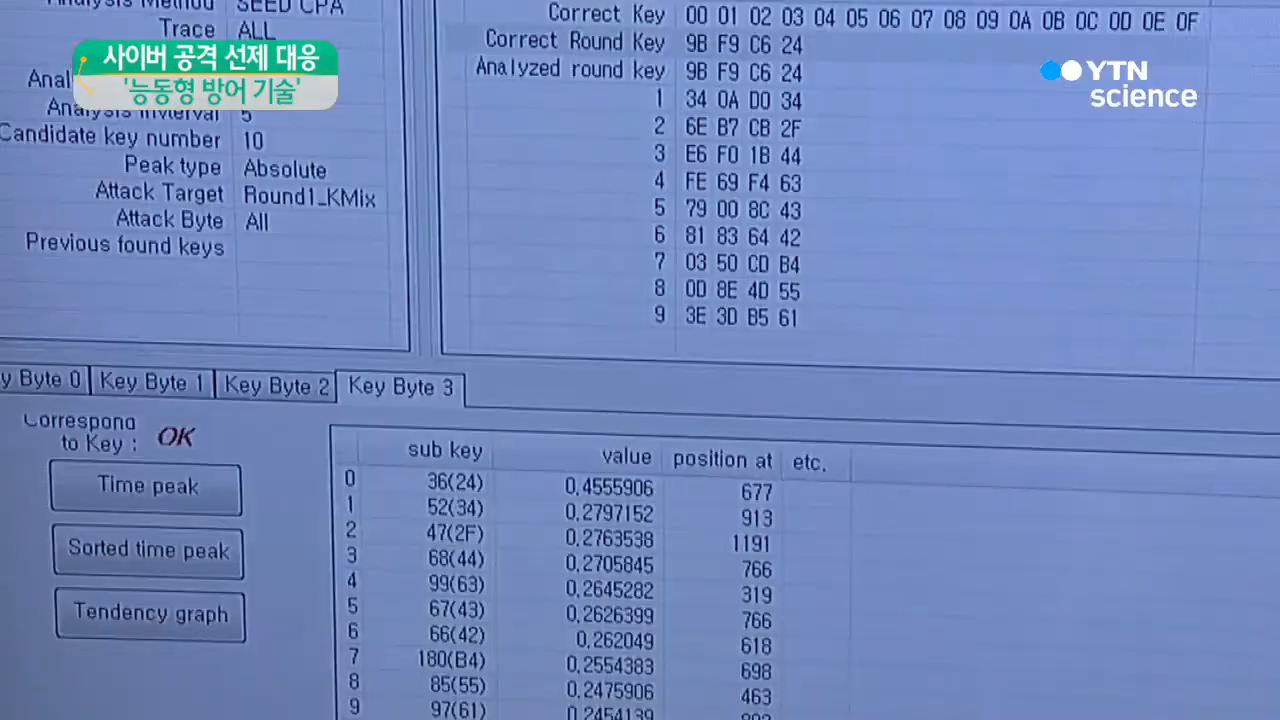 Analysis Method SEED CPA
Trace ALL
Analysis Invterval 5
Candidate key number 10
Peak type Absolute
Attack Target Round1_KMix
Attack Byte All
Previous found keys
Correct Key 00 01 02 03 04 05 06 07 08 09 0A 0B 0C 0D 0E 0F
Correct Round Key 9B F9 C6 24
Analyzed round key 9B F9 C6 24
1 34 0A D0 34
2 6E B7 CB 2F
3 E6 F0 1B 44
4 FE 69 F4 63
5 79 00 8C 43
6 81 83 64 42
7 03 50 CD B4
8 0D 8E 4D 55
9 3E 3D B5 61
사이버 공격 선제 대응
'능동형 방어 기술'
YTN
science
y Byte 0 Key Byte 1 Key Byte 2 Key Byte 3
Correspond
to Key : OK
Time peak
Sorted time peak
Tendency graph
sub key value position at etc.
0 36(24) 0.4555906 677
1 52(34) 0.2797152 913
2 47(2F) 0.2763538 1191
3 68(44) 0.2705845 766
4 99(63) 0.2645282 319
5 67(43) 0.2626399 766
6 66(42) 0.262049 618
7 180(B4) 0.2554383 698
8 85(55) 0.2475906 463
9 97(61) 0.2454139